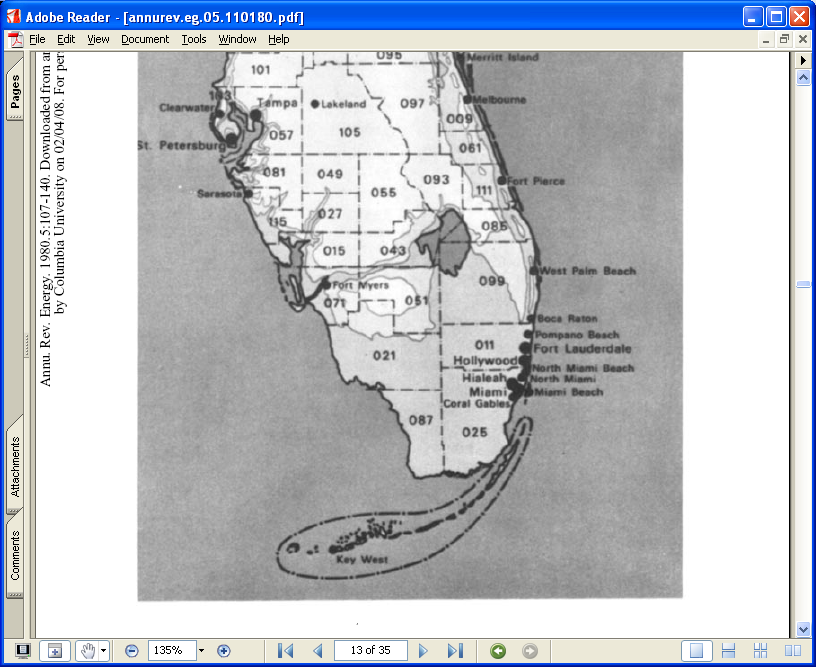 Adobe Reader - [annurev.eg.05.110180.pdf]
File Edit View Document Tools Window Help
Pages
Attachments
Comments
Annu. Rev. Energy. 1980.5:107-140. Downloaded from ar
by Columbia University on 02/04/08. For per
095
Merritt Island
101
103
Clearwater
Tampa
Lakeland
097
Melbourne
009
057
105
061
St. Petersburg
081
049
093
Fort Pierce
055
111
Sarasota
027
115
085
015
043
West Palm Beach
099
Fort Myers
071
051
Boca Raton
Pompano Beach
011
Fort Lauderdale
021
Hollywood
North Miami Beach
Hialeah
North Miami
Miami
Miami Beach
Coral Gables
087
025
Key West
135%
13 of 35